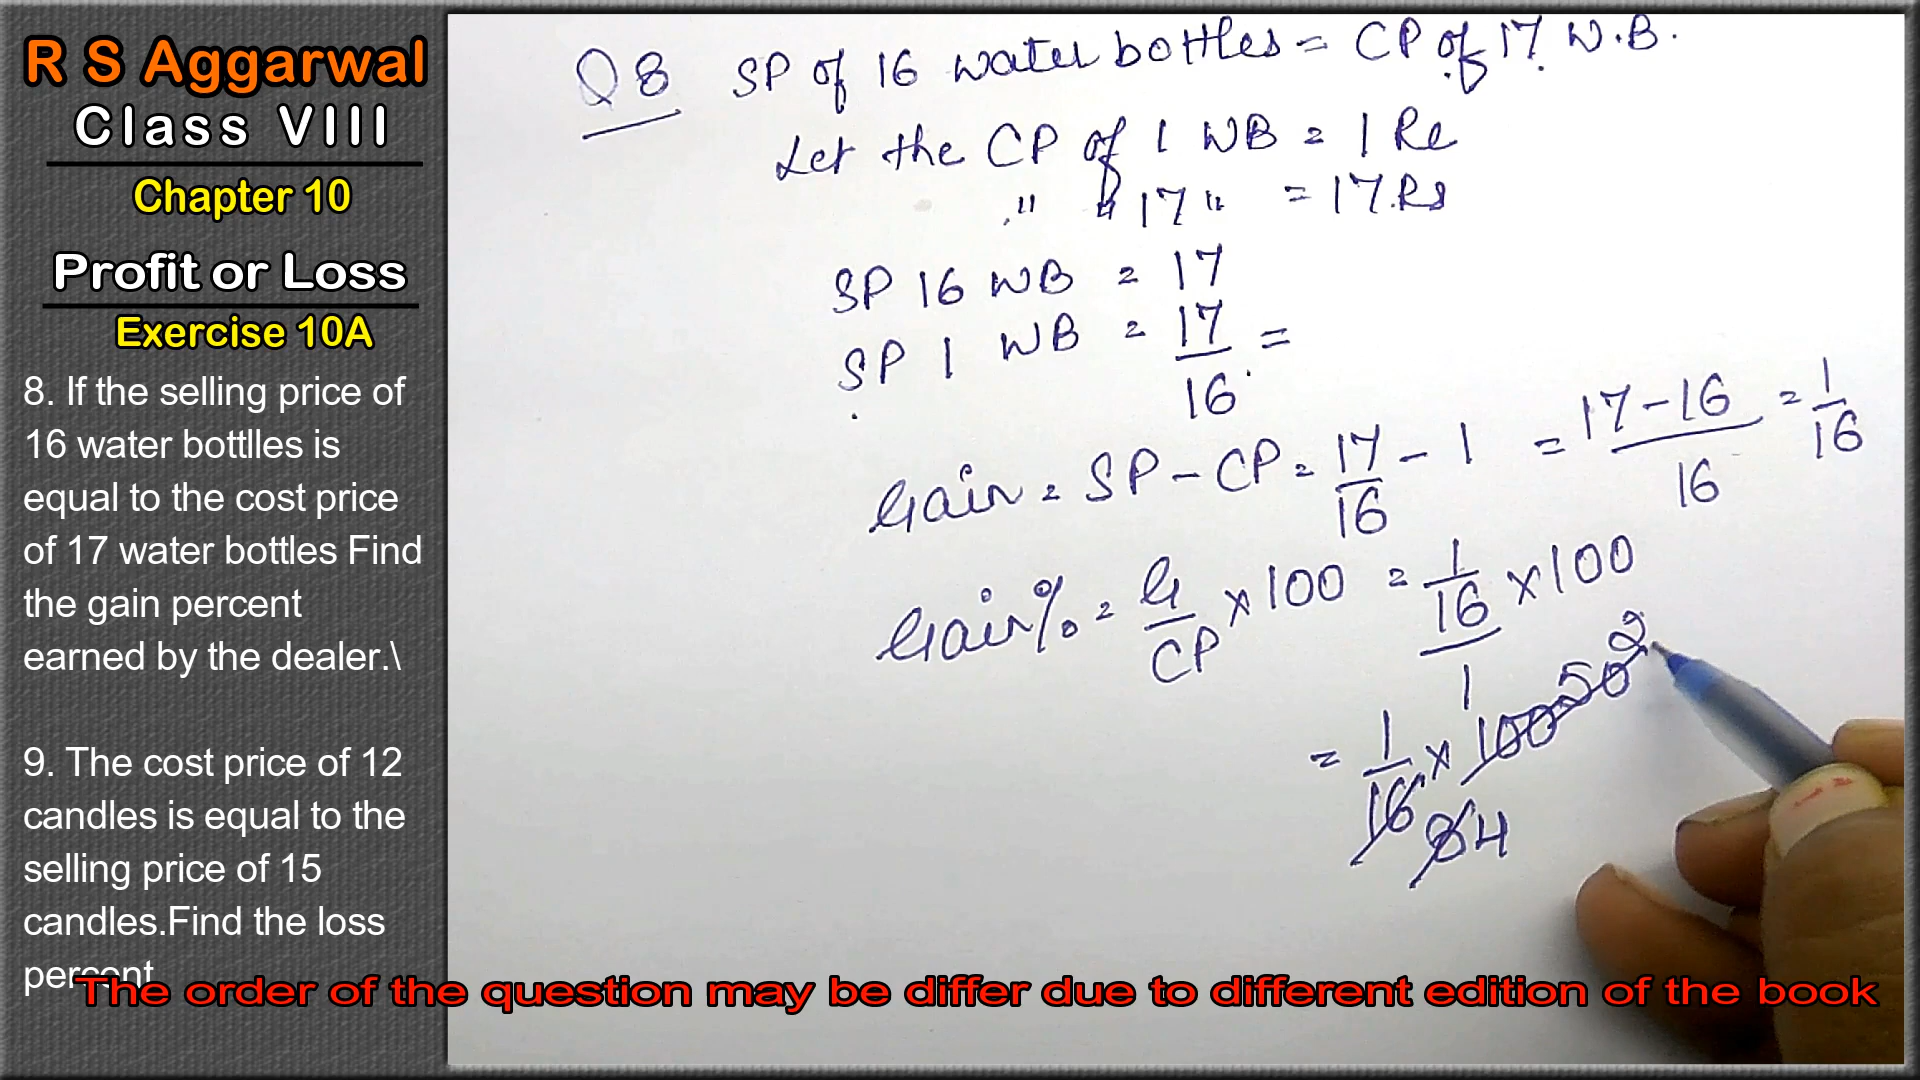 R S Aggarwal
Class VIII
Chapter 10
Profit or Loss
Exercise 10A
8. If the selling price of
16 water bottlles is
equal to the cost price
of 17 water bottles Find
the gain percent
earned by the dealer.\
9. The cost price of 12
candles is equal to the
selling price of 15
candles.Find the loss
percent
Q 8 SP of 16 water bottles = CP of 17 W.B.
Let the CP of 1 WB = 1 Re
" " 17 " = 17 Rs
SP 16 WB = 17
SP 1 WB = 17/16 =
Gain = SP - CP = 17/16 - 1 = 17-16/16 = 1/16
Gain% = G/CP × 100 = 1/16/1 × 100
= 1/16 × 100 50 2
8 4
The order of the question may be differ due to different edition of the book